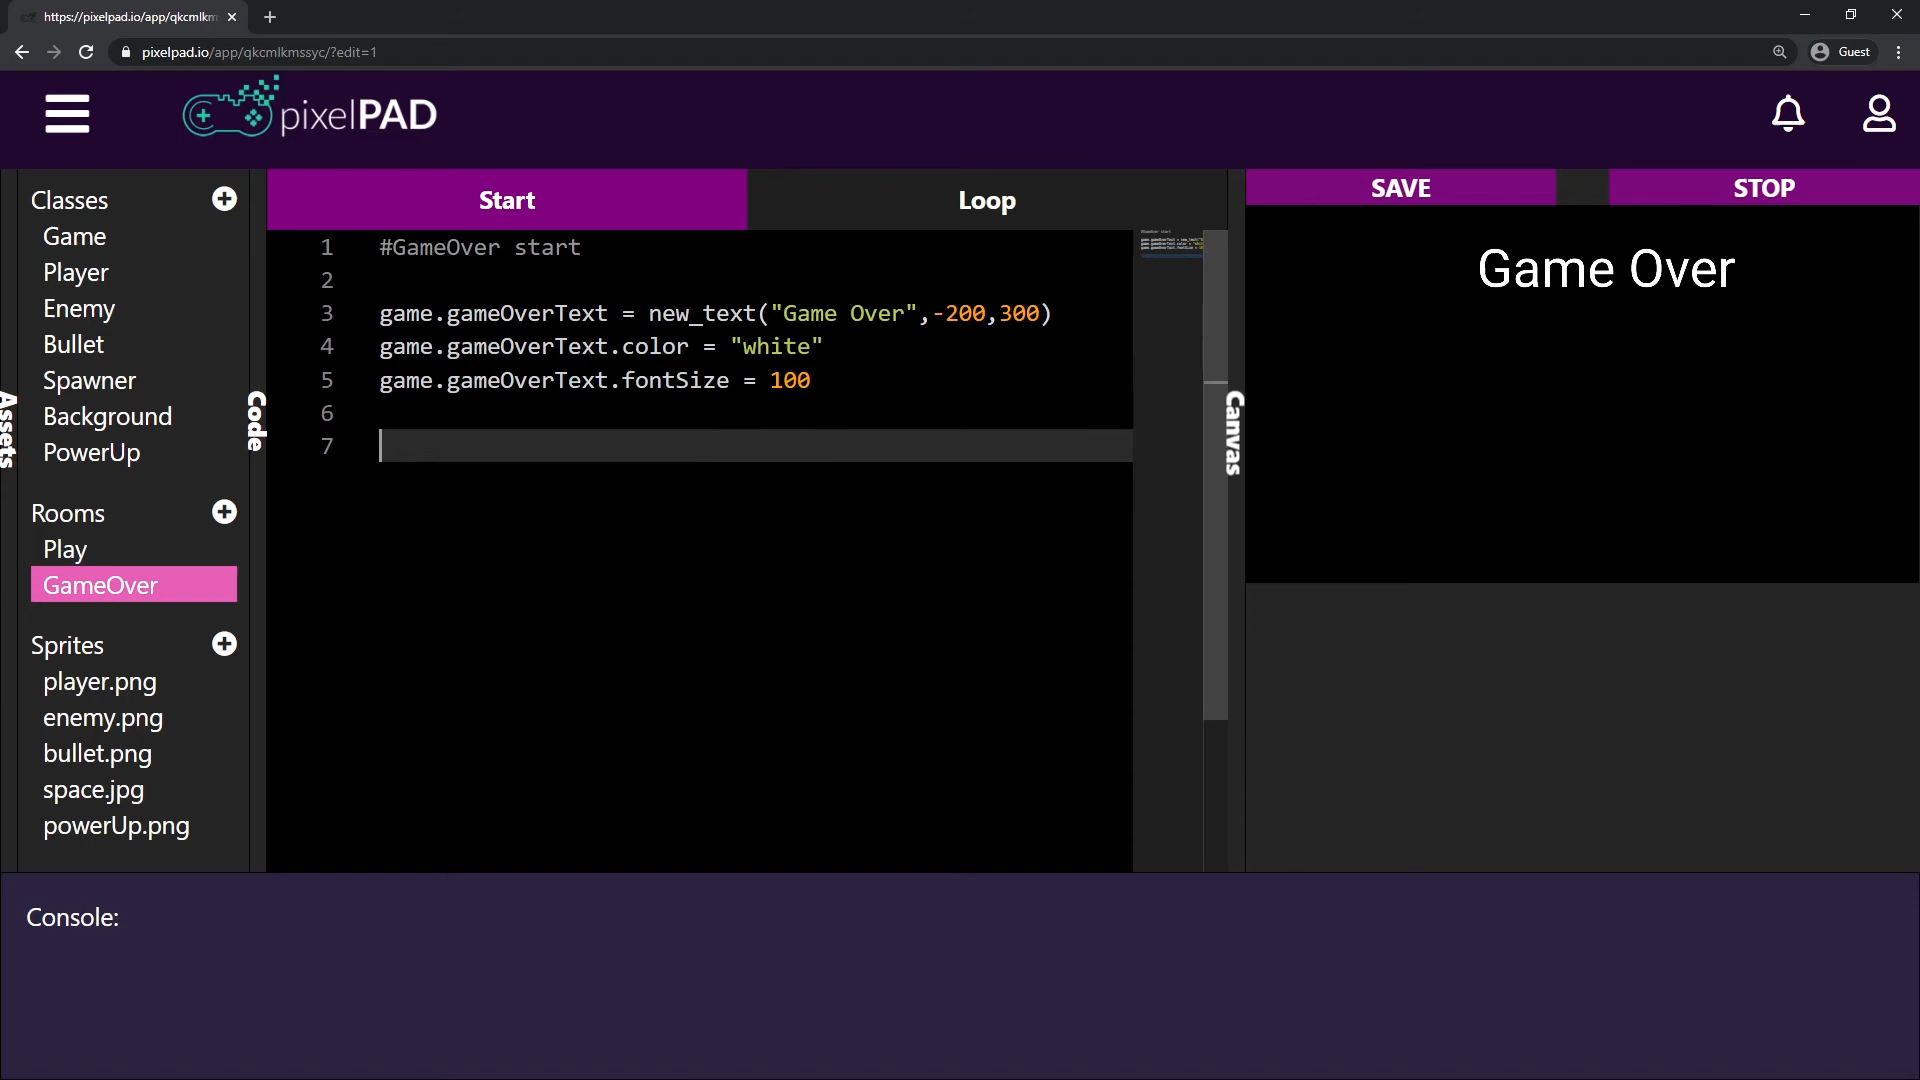 https://pixelpad.io/app/qkcmlkm
pixelpad.io/app/qkcmlkmssyc/?edit=1
Guest
pixelPAD
Assets
Classes
Game
Player
Enemy
Bullet
Spawner
Background
PowerUp
Rooms
Play
GameOver
Sprites
player.png
enemy.png
bullet.png
space.jpg
powerUp.png
Code
Start
Loop
1 #GameOver start
2
3 game.gameOverText = new_text("Game Over",-200,300)
4 game.gameOverText.color = "white"
5 game.gameOverText.fontSize = 100
6
7
Canvas
SAVE
STOP
Game Over
Console: